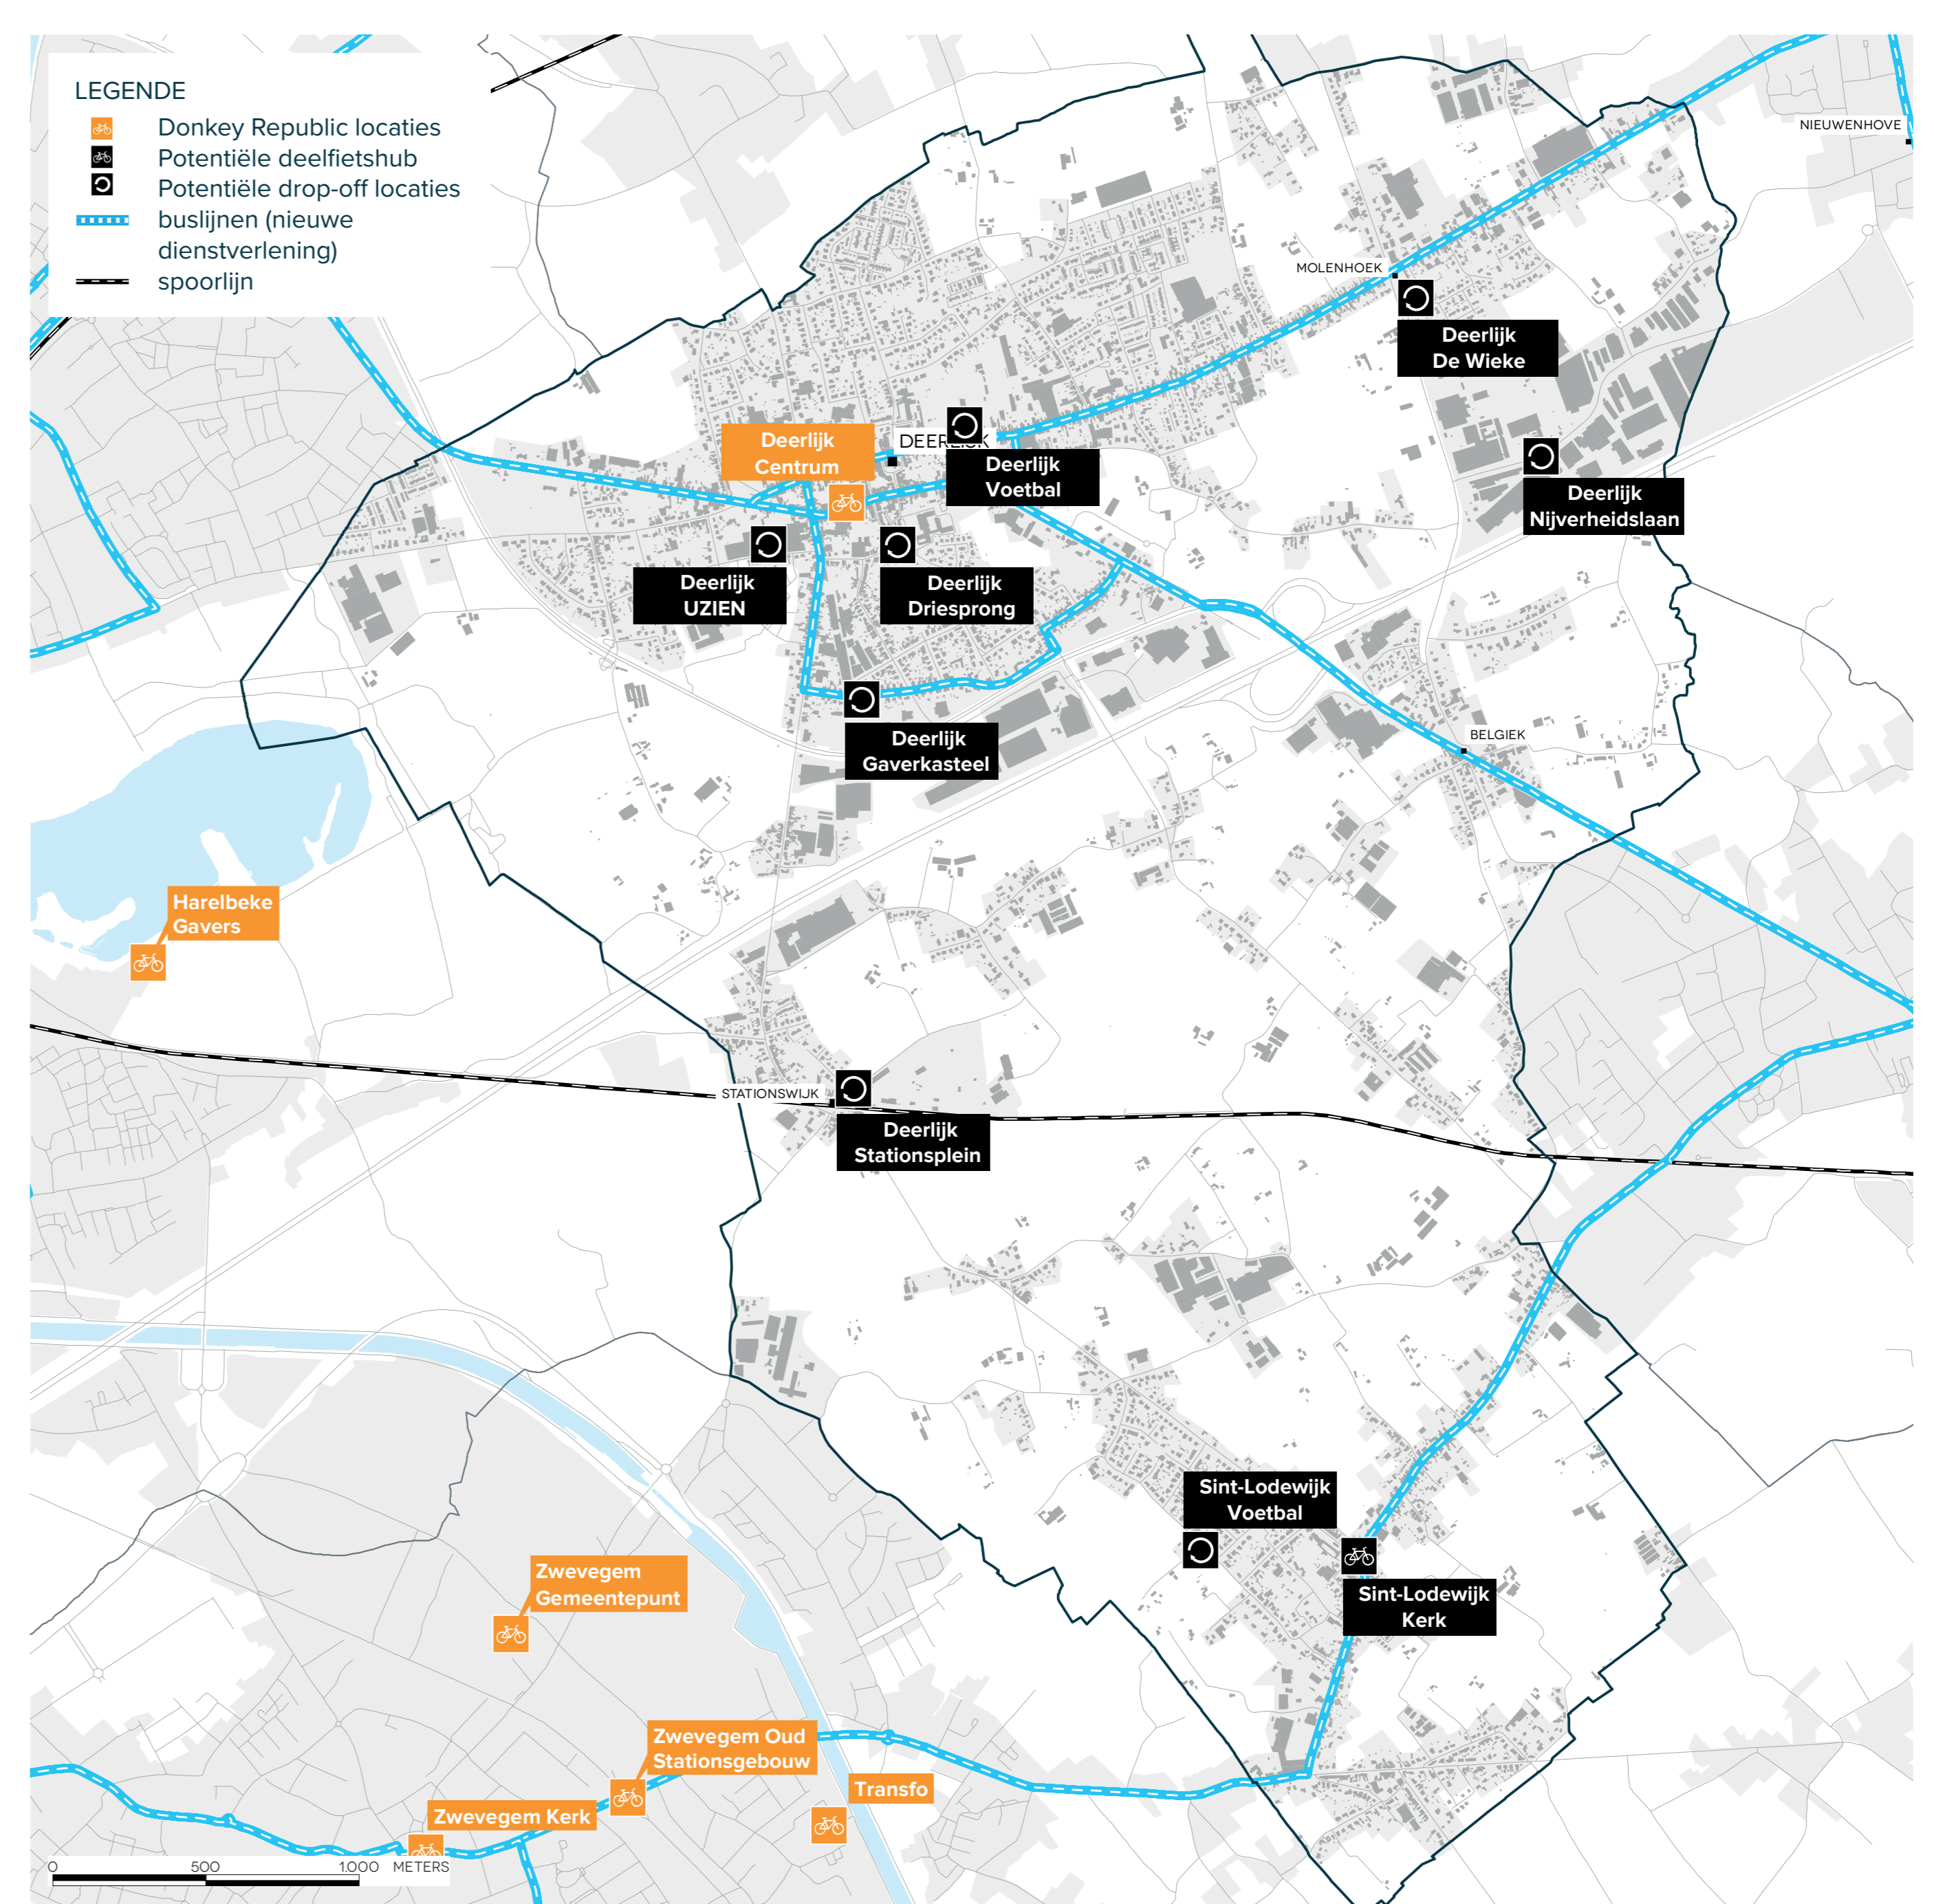 LEGENDE
Donkey Republic locaties
Potentiële deelfietshub
Potentiële drop-off locaties
buslijnen (nieuwe
dienstverlening)
spoorlijn
NIEUWENHOVE
MOLENHOEK
Deerlijk
De Wieke
Deerlijk
Centrum
DEERLIJK
Deerlijk
Voetbal
Deerlijk
Nijverheidslaan
Deerlijk
UZIEN
Deerlijk
Driesprong
Deerlijk
Gaverkasteel
BELGIEK
Harelbeke
Gavers
STATIONSWIJK
Deerlijk
Stationsplein
Sint-Lodewijk
Voetbal
Sint-Lodewijk
Kerk
Zwevegem
Gemeentepunt
Zwevegem Oud
Stationsgebouw
Transfo
Zwevegem Kerk
0 500 1.000 METERS